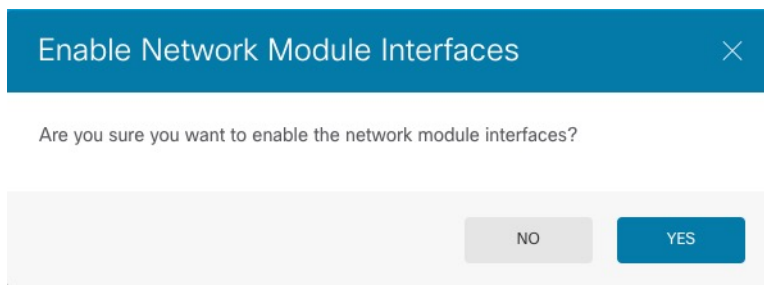 Enable Network Module Interfaces
Are you sure you want to enable the network module interfaces?
NO
YES